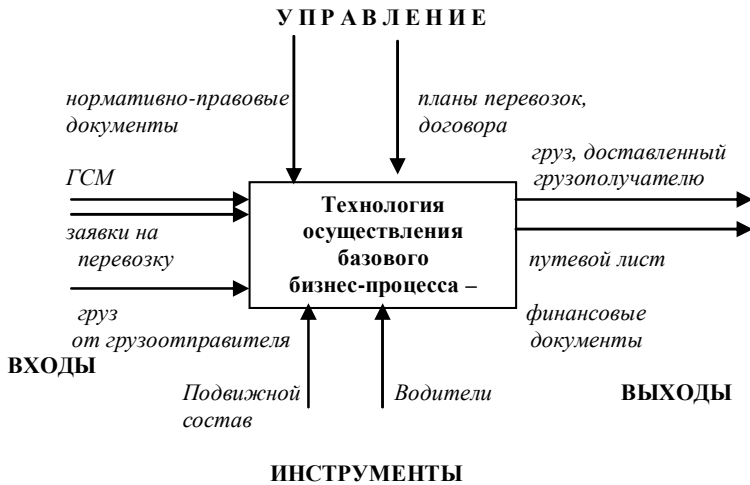 У П Р А В Л Е Н И Е
нормативно-правовые
документы
планы перевозок,
договора
груз, доставленный
грузополучателю
ГСМ
заявки на
перевозку
груз
от грузоотправителя
ВХОДЫ
Технология
осуществления
базового
бизнес-процесса –
путевой лист
финансовые
документы
ВЫХОДЫ
Подвижной
состав
Водители
ИНСТРУМЕНТЫ